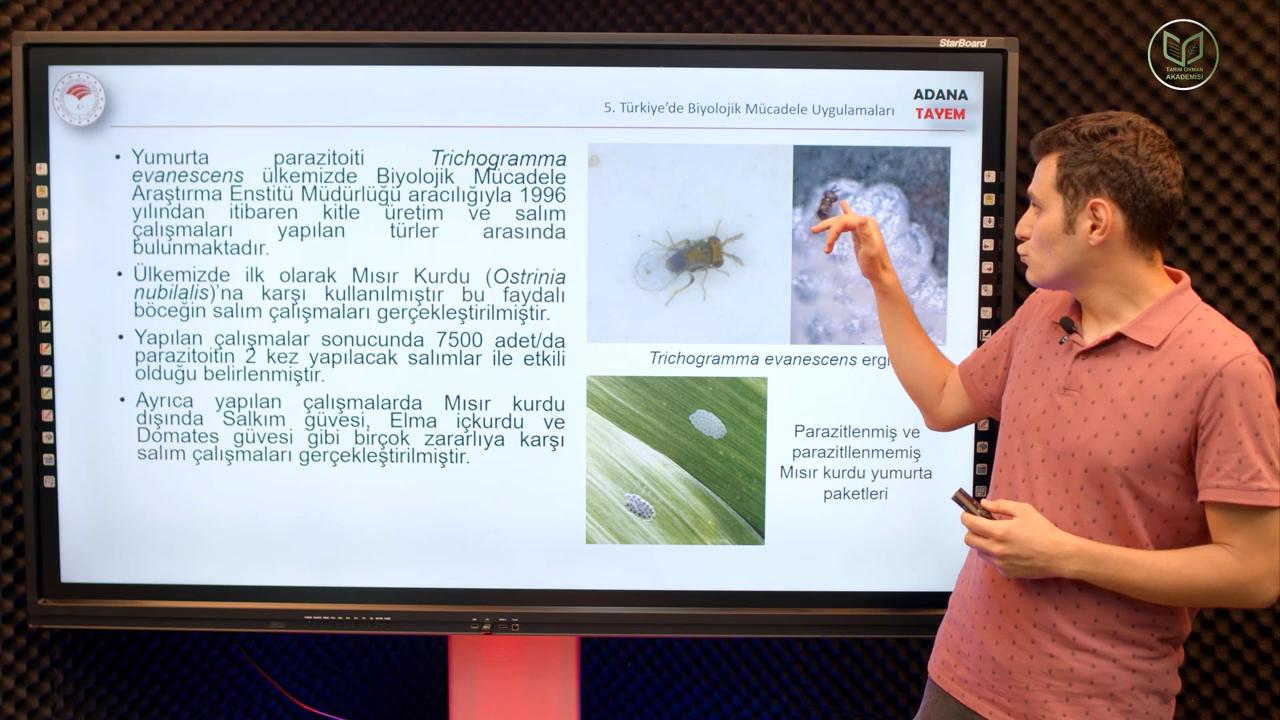 StarBoard
TARIM ORMAN
AKADEMİSİ
5. Türkiye'de Biyolojik Mücadele Uygulamaları
ADANA
TAYEM
• Yumurta parazitoiti Trichogramma
evanescens ülkemizde Biyolojik Mücadele
Araştırma Enstitü Müdürlüğü aracılığıyla 1996
yılından itibaren kitle üretim ve salım
çalışmaları yapılan türler arasında
bulunmaktadır.
• Ülkemizde ilk olarak Mısır Kurdu (Ostrinia
nubilalis)'na karşı kullanılmıştır bu faydalı
böceğin salım çalışmaları gerçekleştirilmiştir.
• Yapılan çalışmalar sonucunda 7500 adet/da
parazitoitin 2 kez yapılacak salımlar ile etkili
olduğu belirlenmiştir.
• Ayrıca yapılan çalışmalarda Mısır kurdu
dışında Salkım güvesi, Elma içkurdu ve
Domates güvesi gibi birçok zararlıya karşı
salım çalışmaları gerçekleştirilmiştir.
Trichogramma evanescens ergi
Parazitlenmiş ve
parazitllenmemiş
Mısır kurdu yumurta
paketleri